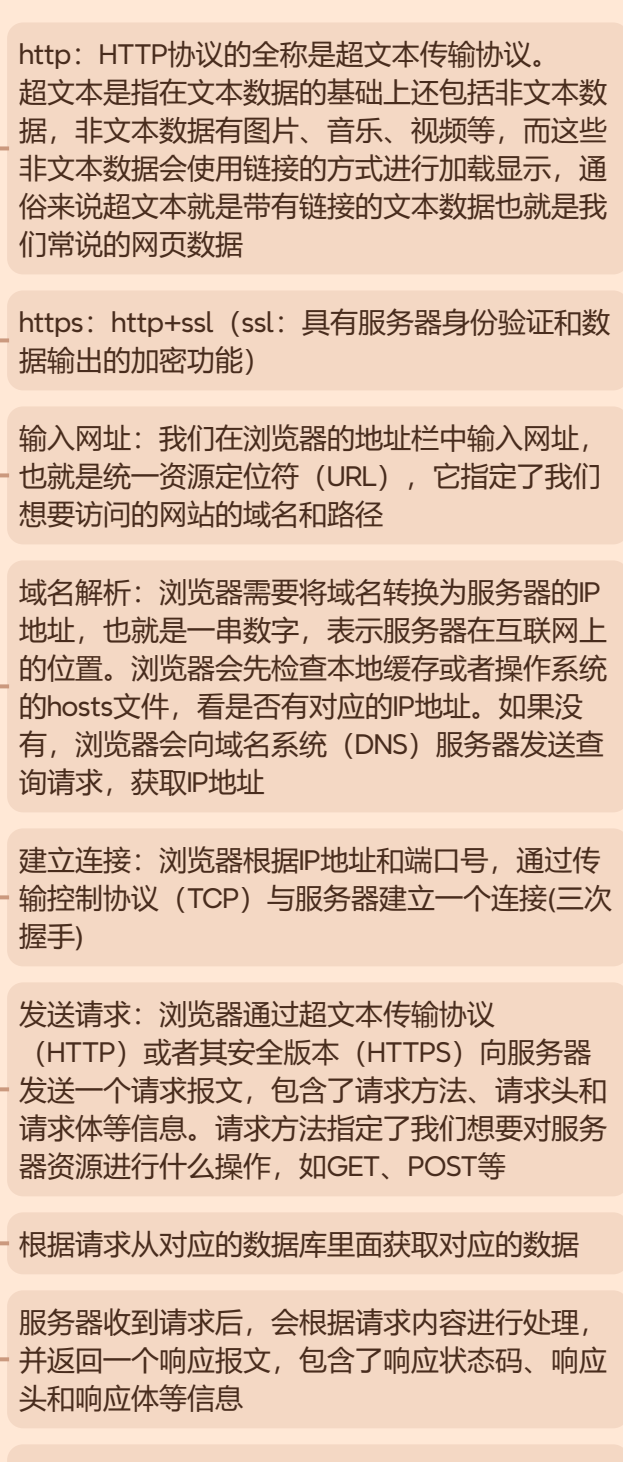 http：HTTP协议的全称是超文本传输协议。
超文本是指在文本数据的基础上还包括非文本数
据，非文本数据有图片、音乐、视频等，而这些
非文本数据会使用链接的方式进行加载显示，通
俗来说超文本就是带有链接的文本数据也就是我
们常说的网页数据
https：http+ssl（ssl：具有服务器身份验证和数
据输出的加密功能）
输入网址：我们在浏览器的地址栏中输入网址，
也就是统一资源定位符（URL），它指定了我们
想要访问的网站的域名和路径
域名解析：浏览器需要将域名转换为服务器的IP
地址，也就是一串数字，表示服务器在互联网上
的位置。浏览器会先检查本地缓存或者操作系统
的hosts文件，看是否有对应的IP地址。如果没
有，浏览器会向域名系统（DNS）服务器发送查
询请求，获取IP地址
建立连接：浏览器根据IP地址和端口号，通过传
输控制协议（TCP）与服务器建立一个连接(三次
握手)
发送请求：浏览器通过超文本传输协议
（HTTP）或者其安全版本（HTTPS）向服务器
发送一个请求报文，包含了请求方法、请求头和
请求体等信息。请求方法指定了我们想要对服务
器资源进行什么操作，如GET、POST等
根据请求从对应的数据库里面获取对应的数据
服务器收到请求后，会根据请求内容进行处理，
并返回一个响应报文，包含了响应状态码、响应
头和响应体等信息